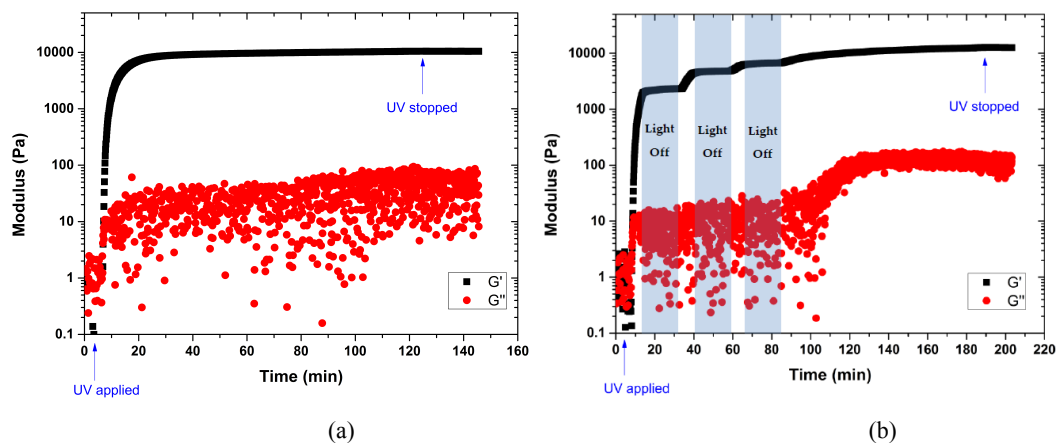 10000
1000
100
10
1
0.1
Modulus (Pa)
UV stopped
G'
G''
0 20 40 60 80 100 120 140 160
UV applied
Time (min)
(a)
10000
1000
100
10
1
0.1
Modulus (Pa)
Light
Off
Light
Off
Light
Off
UV stopped
G'
G''
0 20 40 60 80 100 120 140 160 180 200 220
UV applied
Time (min)
(b)